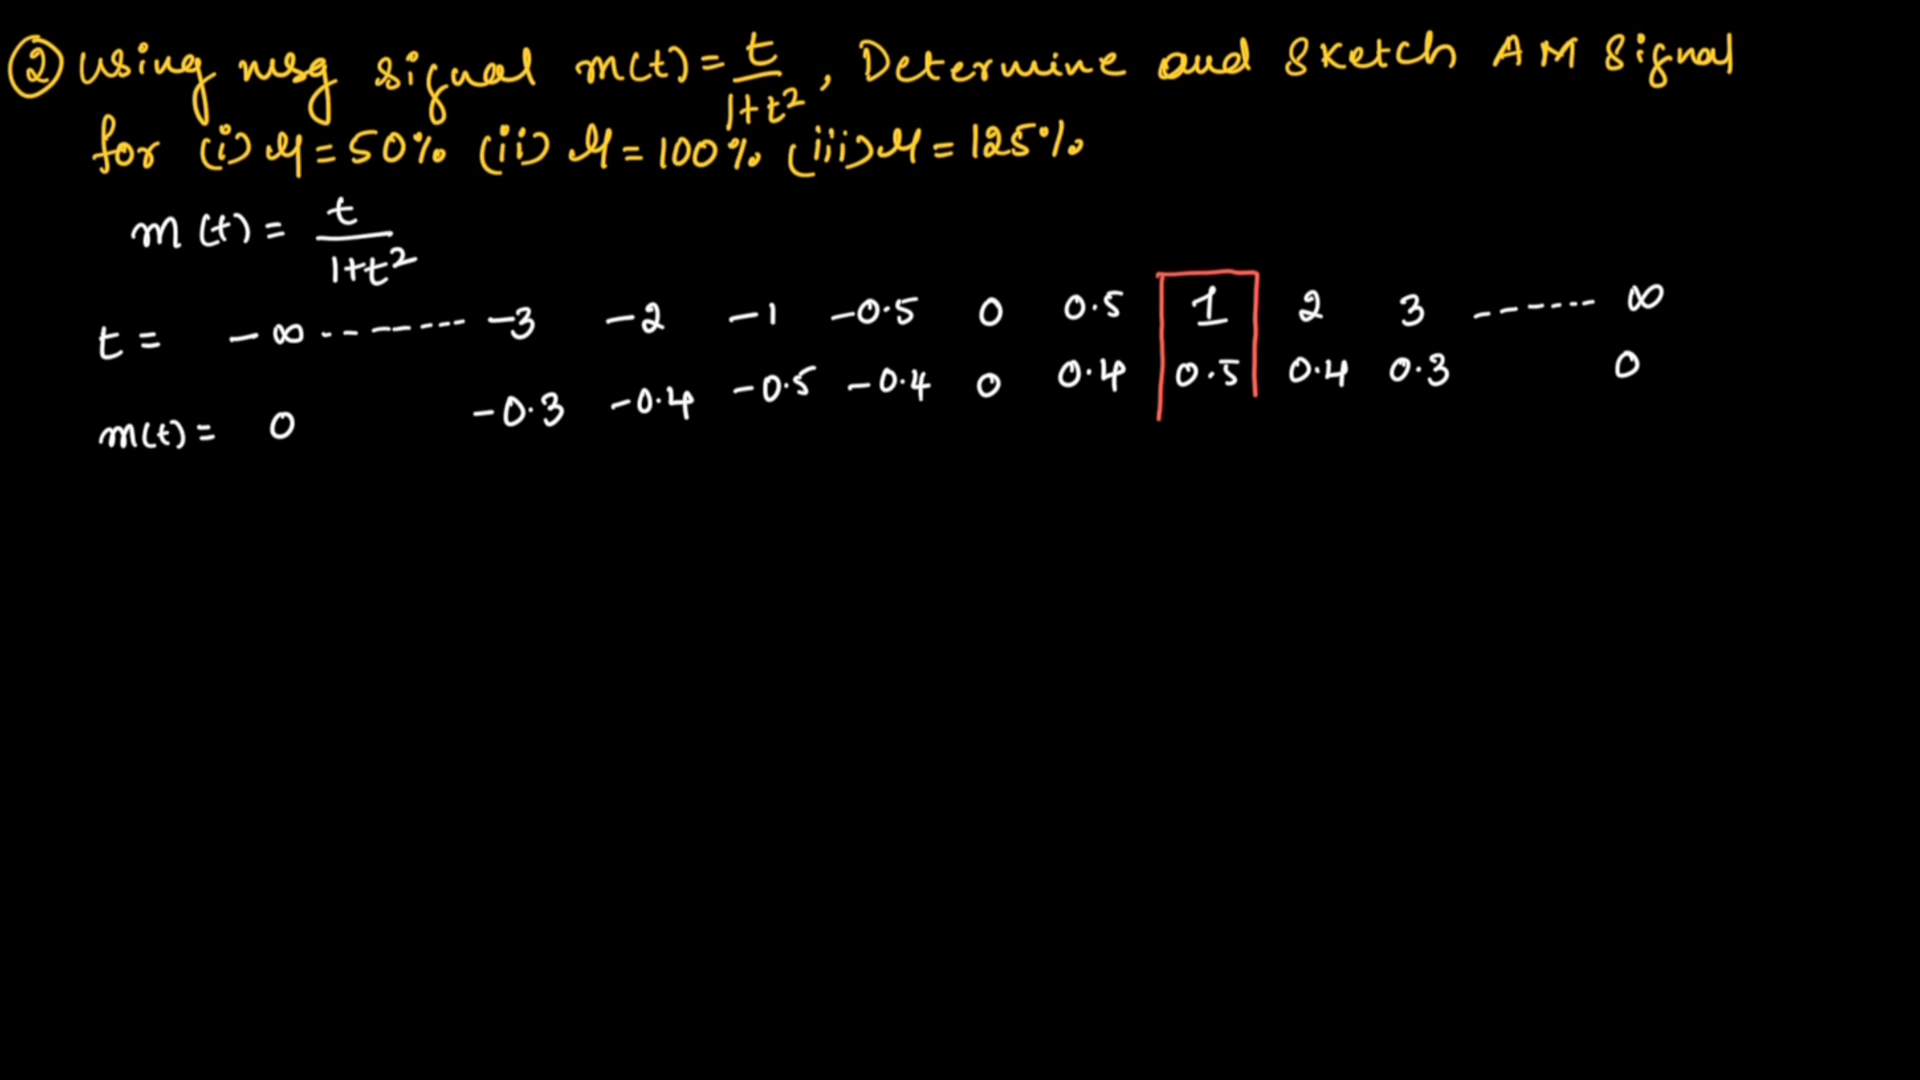 ② using msg signal m(t) = t/(1+t²), Determine and Sketch AM Signal
for (i) μ = 50% (ii) μ = 100% (iii) μ = 125%
m(t) = t/(1+t²)
t = -∞ ------- -3 -2 -1 -0.5 0 0.5 1 2 3 ------- ∞
m(t) = 0 -0.3 -0.4 -0.5 -0.4 0 0.4 0.5 0.4 0.3 0